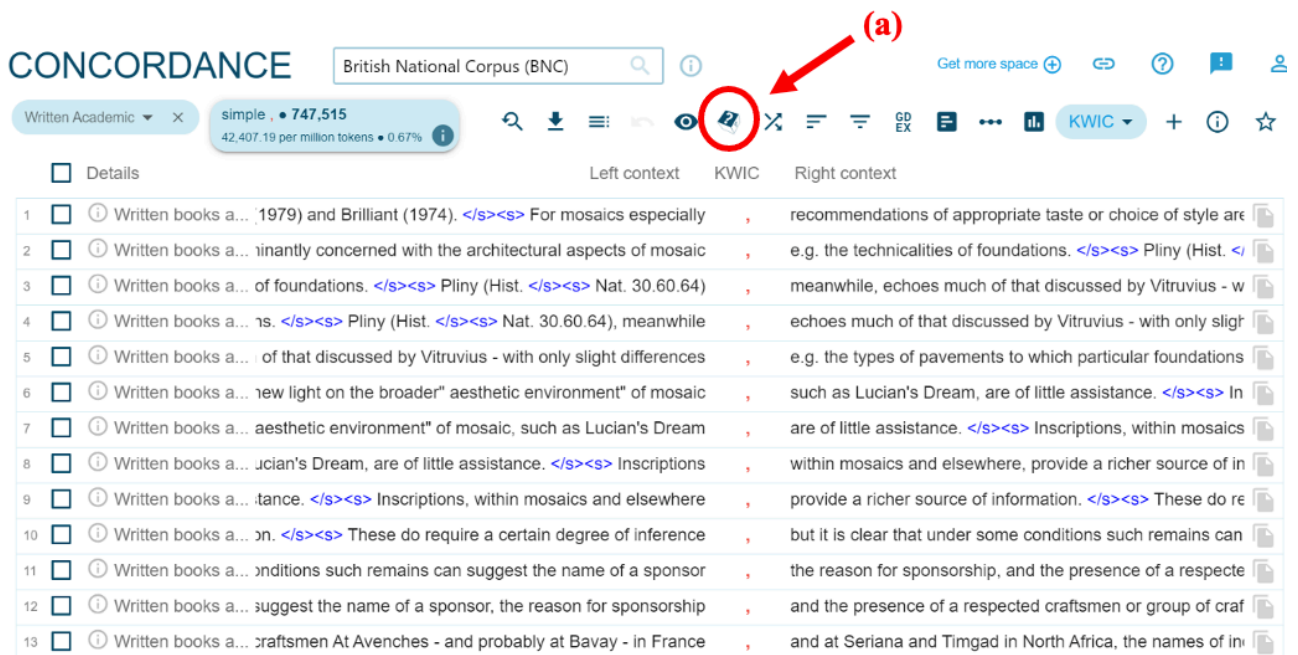 (a)
CONCORDANCE British National Corpus (BNC) Get more space
Written Academic simple , ● 747,515
42,407.19 per million tokens ● 0.67% i GD EX KWIC
Details Left context KWIC Right context
1 Written books a... (1979) and Brilliant (1974). </s><s> For mosaics especially , recommendations of appropriate taste or choice of style are
2 Written books a... concerned with the architectural aspects of mosaic , e.g. the technicalities of foundations. </s><s> Pliny (Hist. </
3 Written books a... of foundations. </s><s> Pliny (Hist. </s><s> Nat. 30.60.64) , meanwhile, echoes much of that discussed by Vitruvius - w
4 Written books a... </s><s> Pliny (Hist. </s><s> Nat. 30.60.64), meanwhile , echoes much of that discussed by Vitruvius - with only sligh
5 Written books a... of that discussed by Vitruvius - with only slight differences , e.g. the types of pavements to which particular foundations
6 Written books a... new light on the broader" aesthetic environment" of mosaic , such as Lucian's Dream, are of little assistance. </s><s> In
7 Written books a... aesthetic environment" of mosaic, such as Lucian's Dream , are of little assistance. </s><s> Inscriptions, within mosaics
8 Written books a... ucian's Dream, are of little assistance. </s><s> Inscriptions , within mosaics and elsewhere, provide a richer source of in
9 Written books a... tance. </s><s> Inscriptions, within mosaics and elsewhere , provide a richer source of information. </s><s> These do re
10 Written books a... on. </s><s> These do require a certain degree of inference , but it is clear that under some conditions such remains can
11 Written books a... onditions such remains can suggest the name of a sponsor , the reason for sponsorship, and the presence of a respecte
12 Written books a... suggest the name of a sponsor, the reason for sponsorship , and the presence of a respected craftsmen or group of craf
13 Written books a... craftsmen At Avenches - and probably at Bavay - in France , and at Seriana and Timgad in North Africa, the names of in